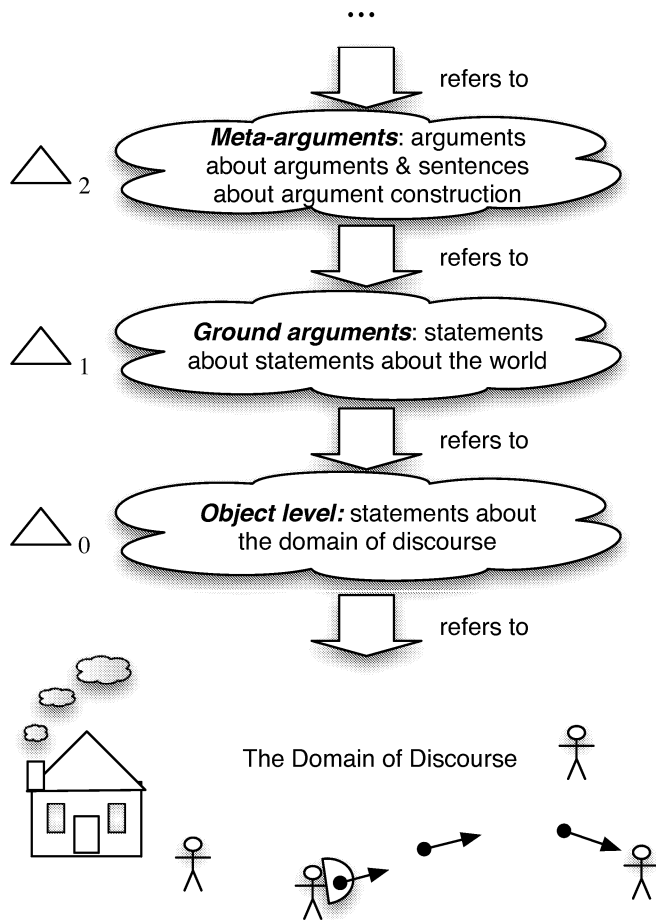 ...
refers to
Meta-arguments: arguments
about arguments & sentences
about argument construction
△2
refers to
Ground arguments: statements
about statements about the world
△1
refers to
Object level: statements about
the domain of discourse
△0
refers to
The Domain of Discourse